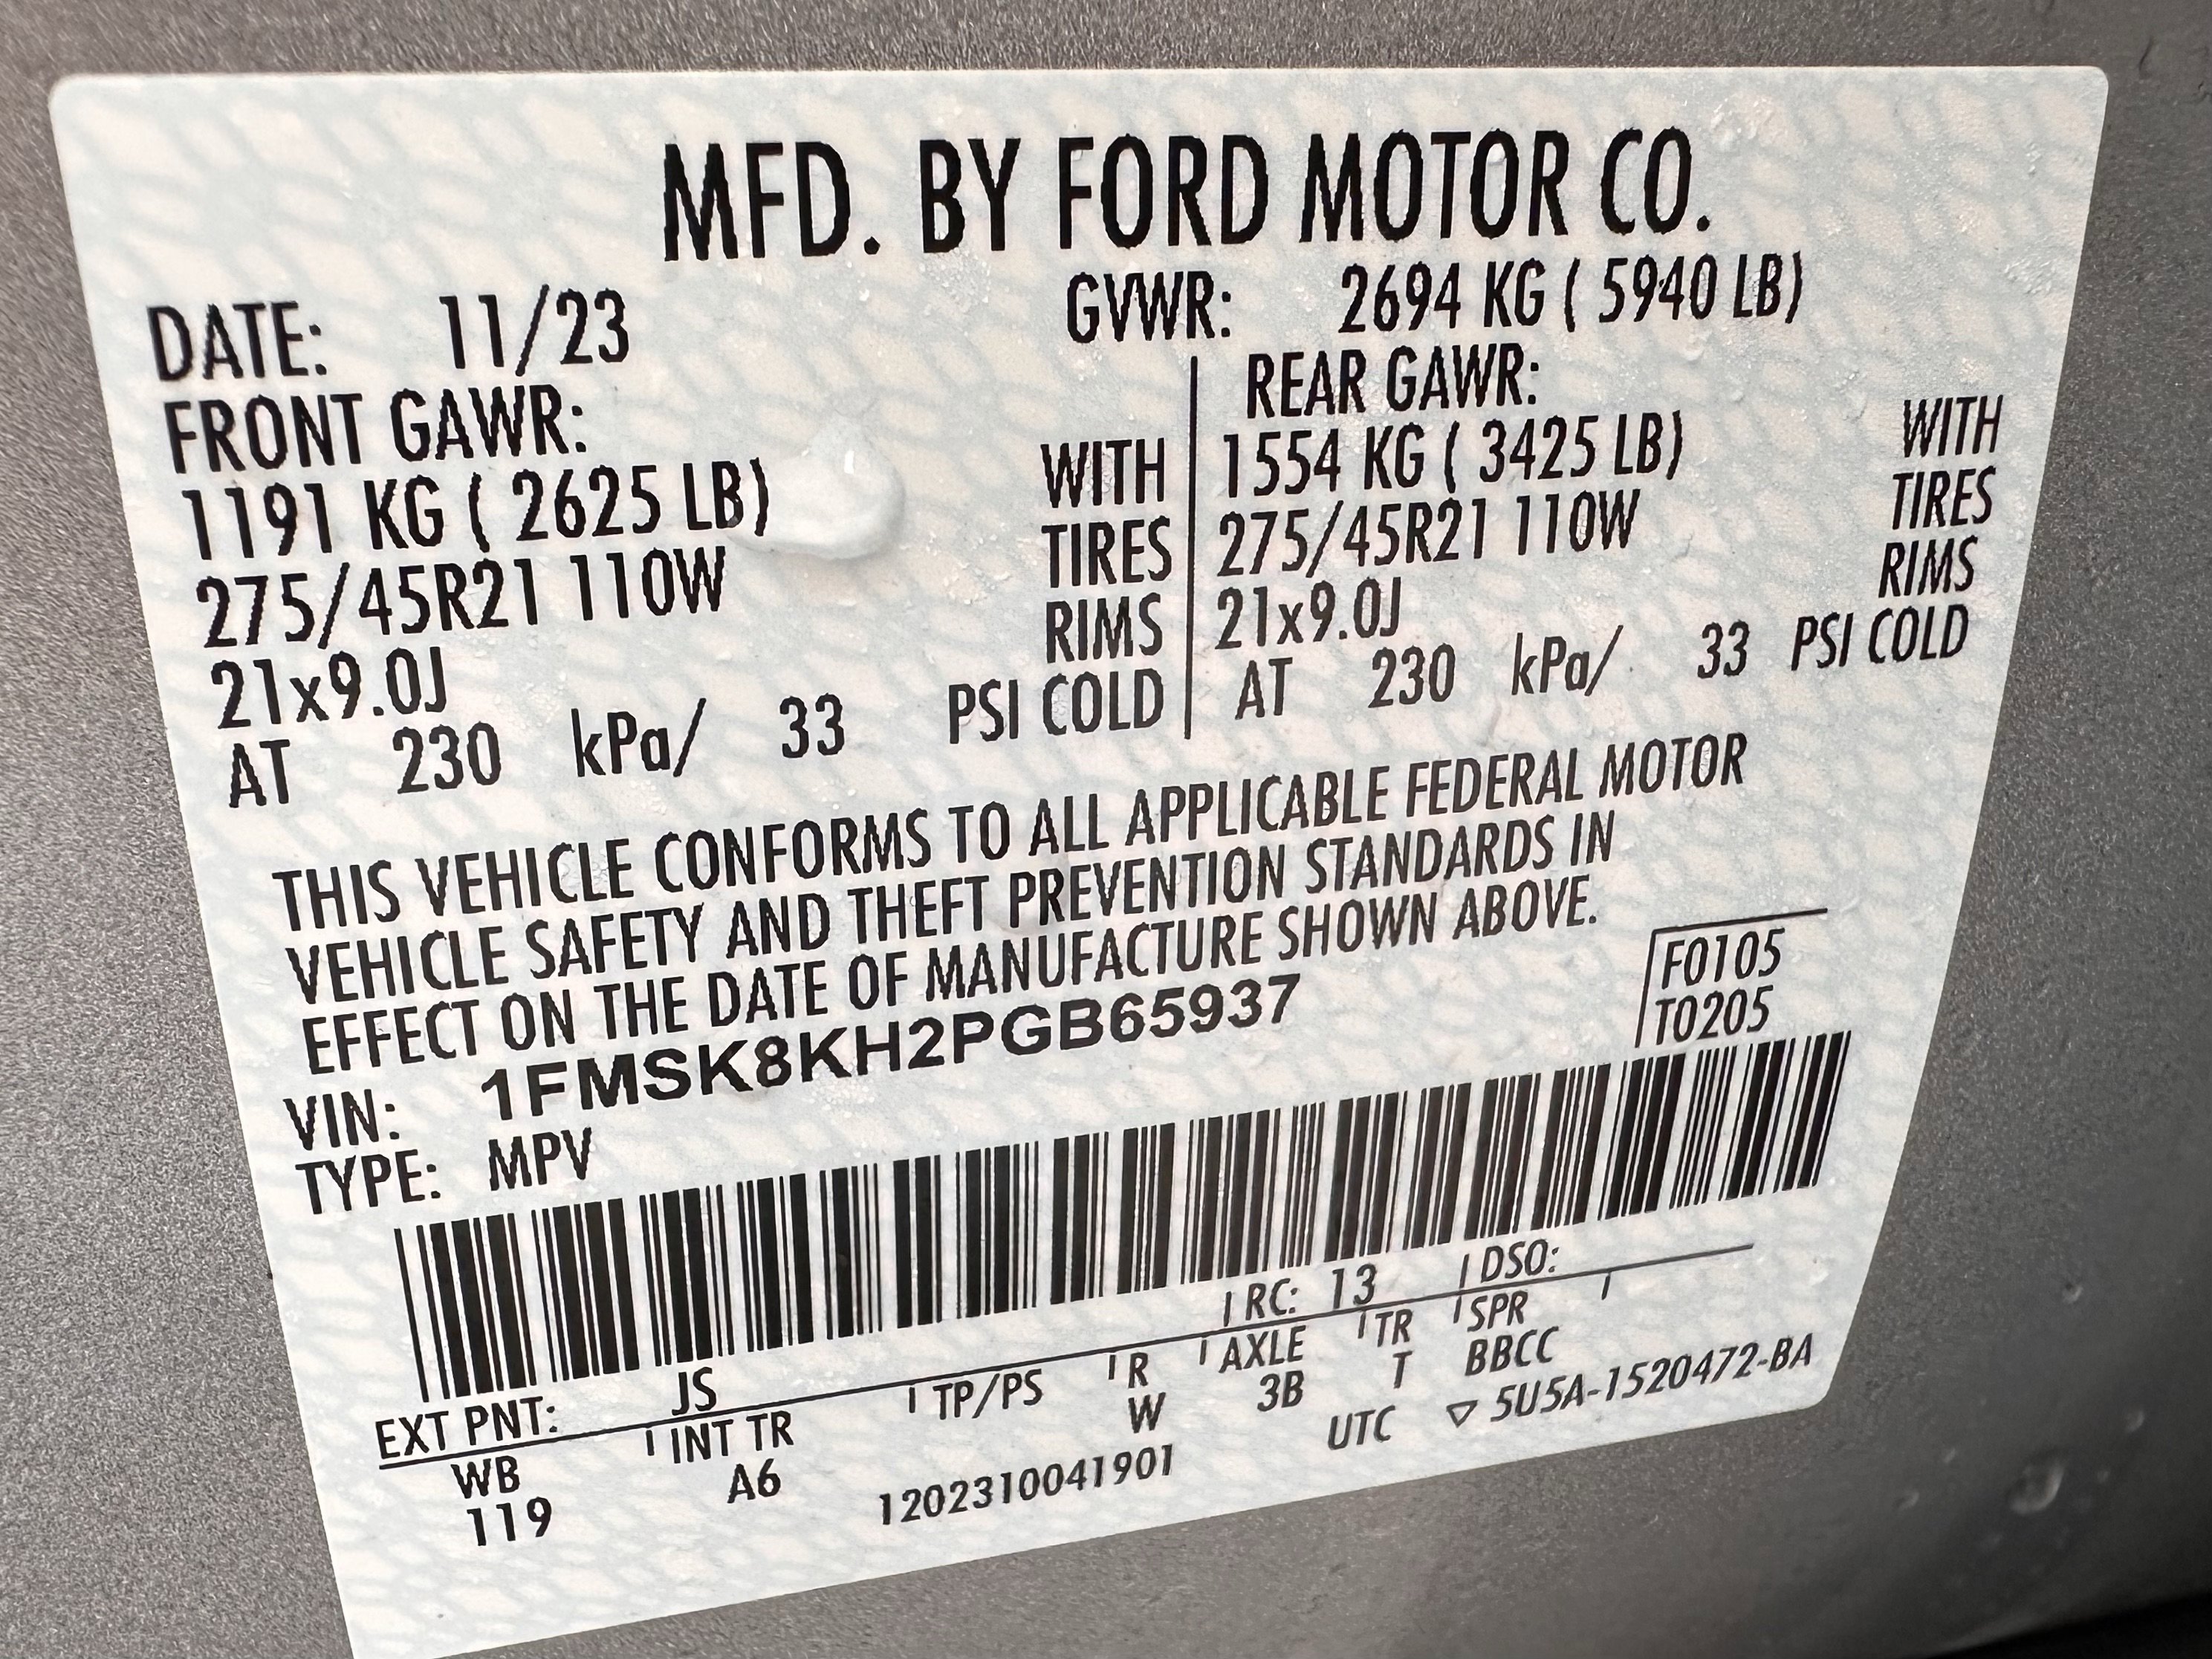 MFD. BY FORD MOTOR CO.
DATE: 11/23 GVWR: 2694 KG ( 5940 LB)
FRONT GAWR: REAR GAWR:
1191 KG ( 2625 LB) WITH 1554 KG ( 3425 LB) WITH
275/45R21 110W TIRES 275/45R21 110W TIRES
21x9.0J RIMS 21x9.0J RIMS
AT 230 kPa/ 33 PSI COLD AT 230 kPa/ 33 PSI COLD
THIS VEHICLE CONFORMS TO ALL APPLICABLE FEDERAL MOTOR
VEHICLE SAFETY AND THEFT PREVENTION STANDARDS IN
EFFECT ON THE DATE OF MANUFACTURE SHOWN ABOVE.
VIN: 1FMSK8KH2PGB65937 F0105
TYPE: MPV T0205
EXT PNT: JS RC: 13 DSO:
WB INT TR TP/PS R AXLE TR SPR
119 A6 W 3B T BBCC
1202310041901 UTC ▽ 5U5A-1520472-BA